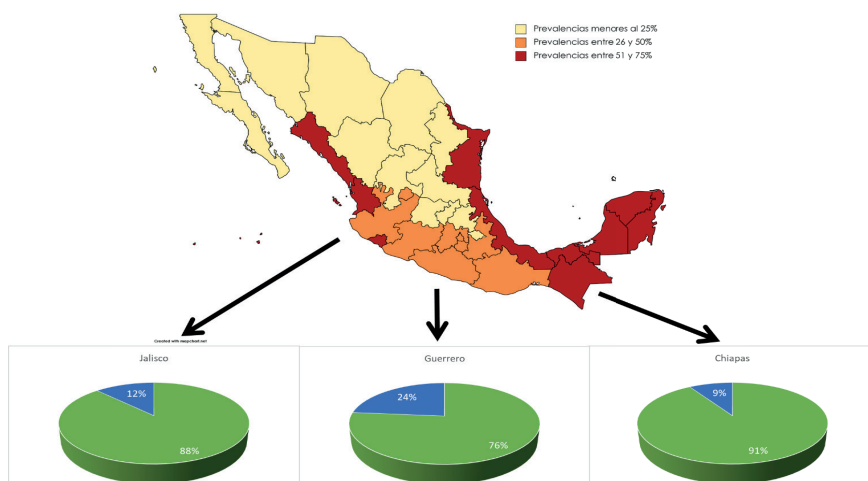 Prevalencias menores al 25%
Prevalencias entre 26 y 50%
Prevalencias entre 51 y 75%
Created with mapchart.net
Jalisco
12%
88%
Guerrero
24%
76%
Chiapas
9%
91%